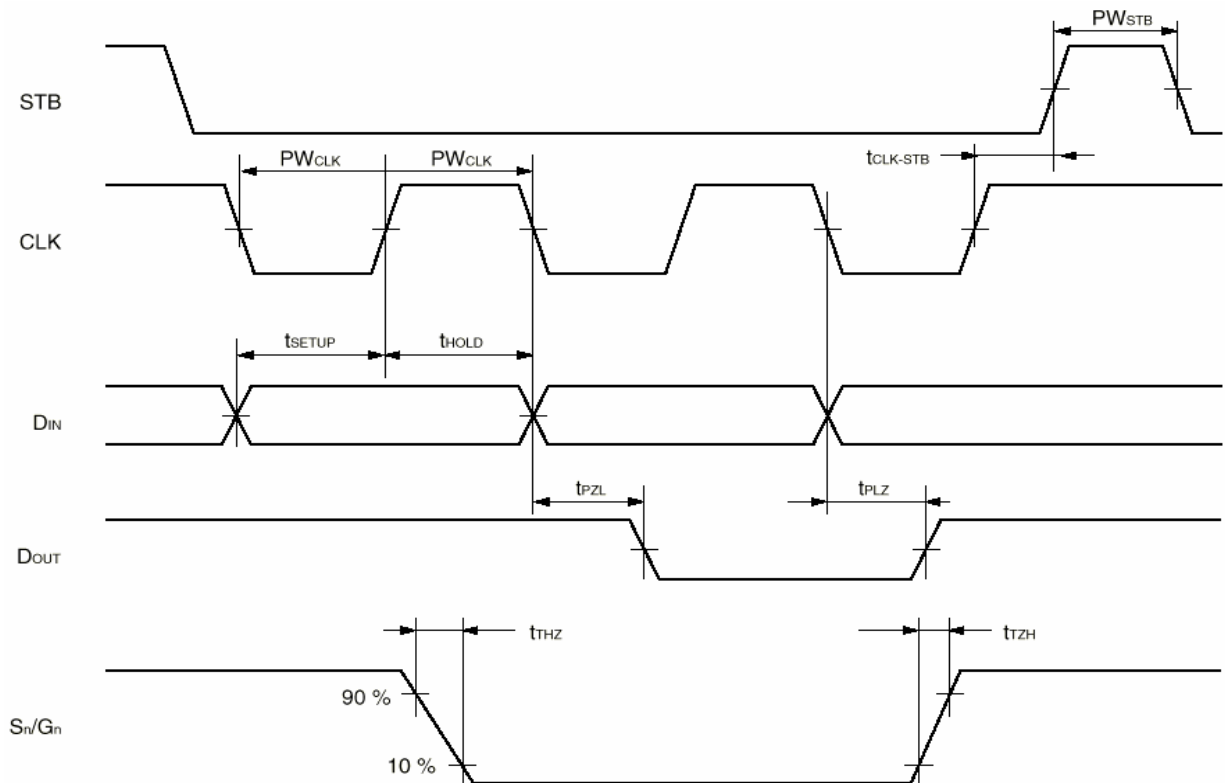 PWSTB
STB
PWCLK PWCLK
tCLK-STB
CLK
tSETUP tHOLD
DIN
tPZL tPLZ
DOUT
tTHZ tTZH
90 %
Sn/Gn
10 %